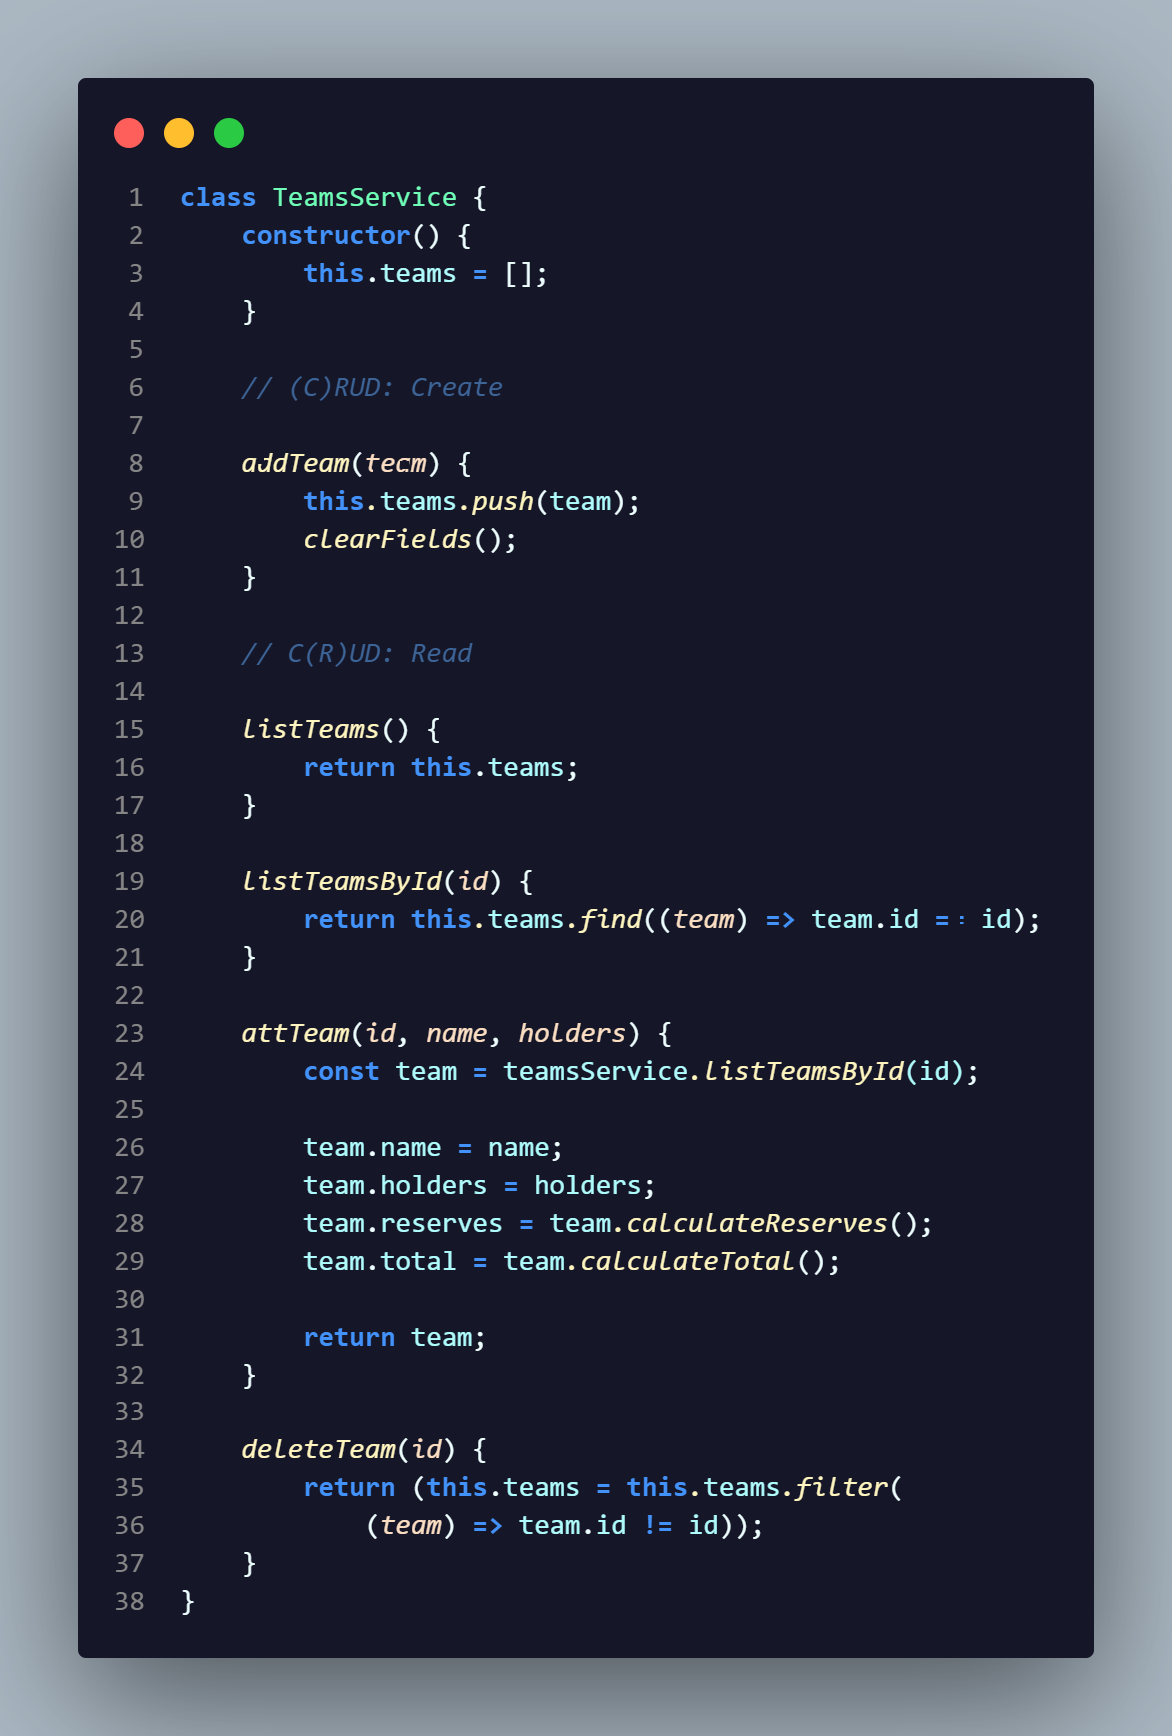 1 class TeamsService {
2 constructor() {
3 this.teams = [];
4 }
5
6 // (C)RUD: Create
7
8 addTeam(team) {
9 this.teams.push(team);
10 clearFields();
11 }
12
13 // C(R)UD: Read
14
15 listTeams() {
16 return this.teams;
17 }
18
19 listTeamsById(id) {
20 return this.teams.find((team) => team.id == id);
21 }
22
23 attTeam(id, name, holders) {
24 const team = teamsService.listTeamsById(id);
25
26 team.name = name;
27 team.holders = holders;
28 team.reserves = team.calculateReserves();
29 team.total = team.calculateTotal();
30
31 return team;
32 }
33
34 deleteTeam(id) {
35 return (this.teams = this.teams.filter(
36 (team) => team.id != id));
37 }
38 }